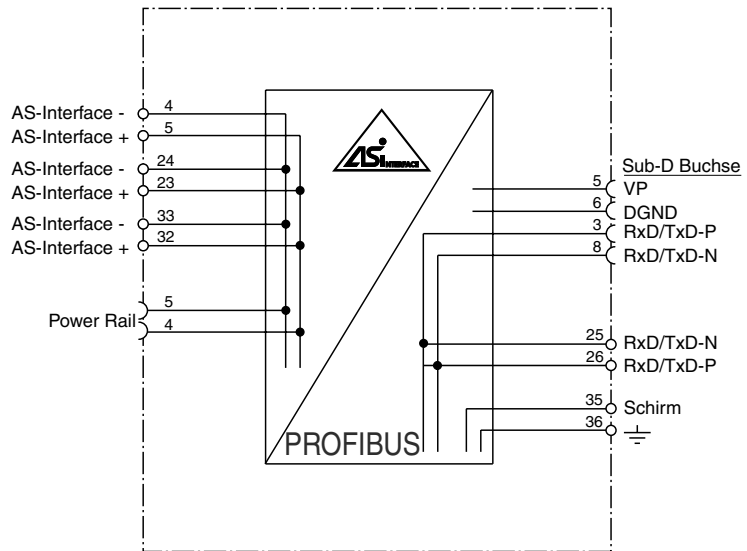 AS-Interface - 4
AS-Interface + 5
AS-Interface - 24
AS-Interface + 23
AS-Interface - 33
AS-Interface + 32
Power Rail
5
4
ASi INTERFACE
PROFIBUS
Sub-D Buchse
5 VP
6 DGND
3 RxD/TxD-P
8 RxD/TxD-N
25 RxD/TxD-N
26 RxD/TxD-P
35 Schirm
36